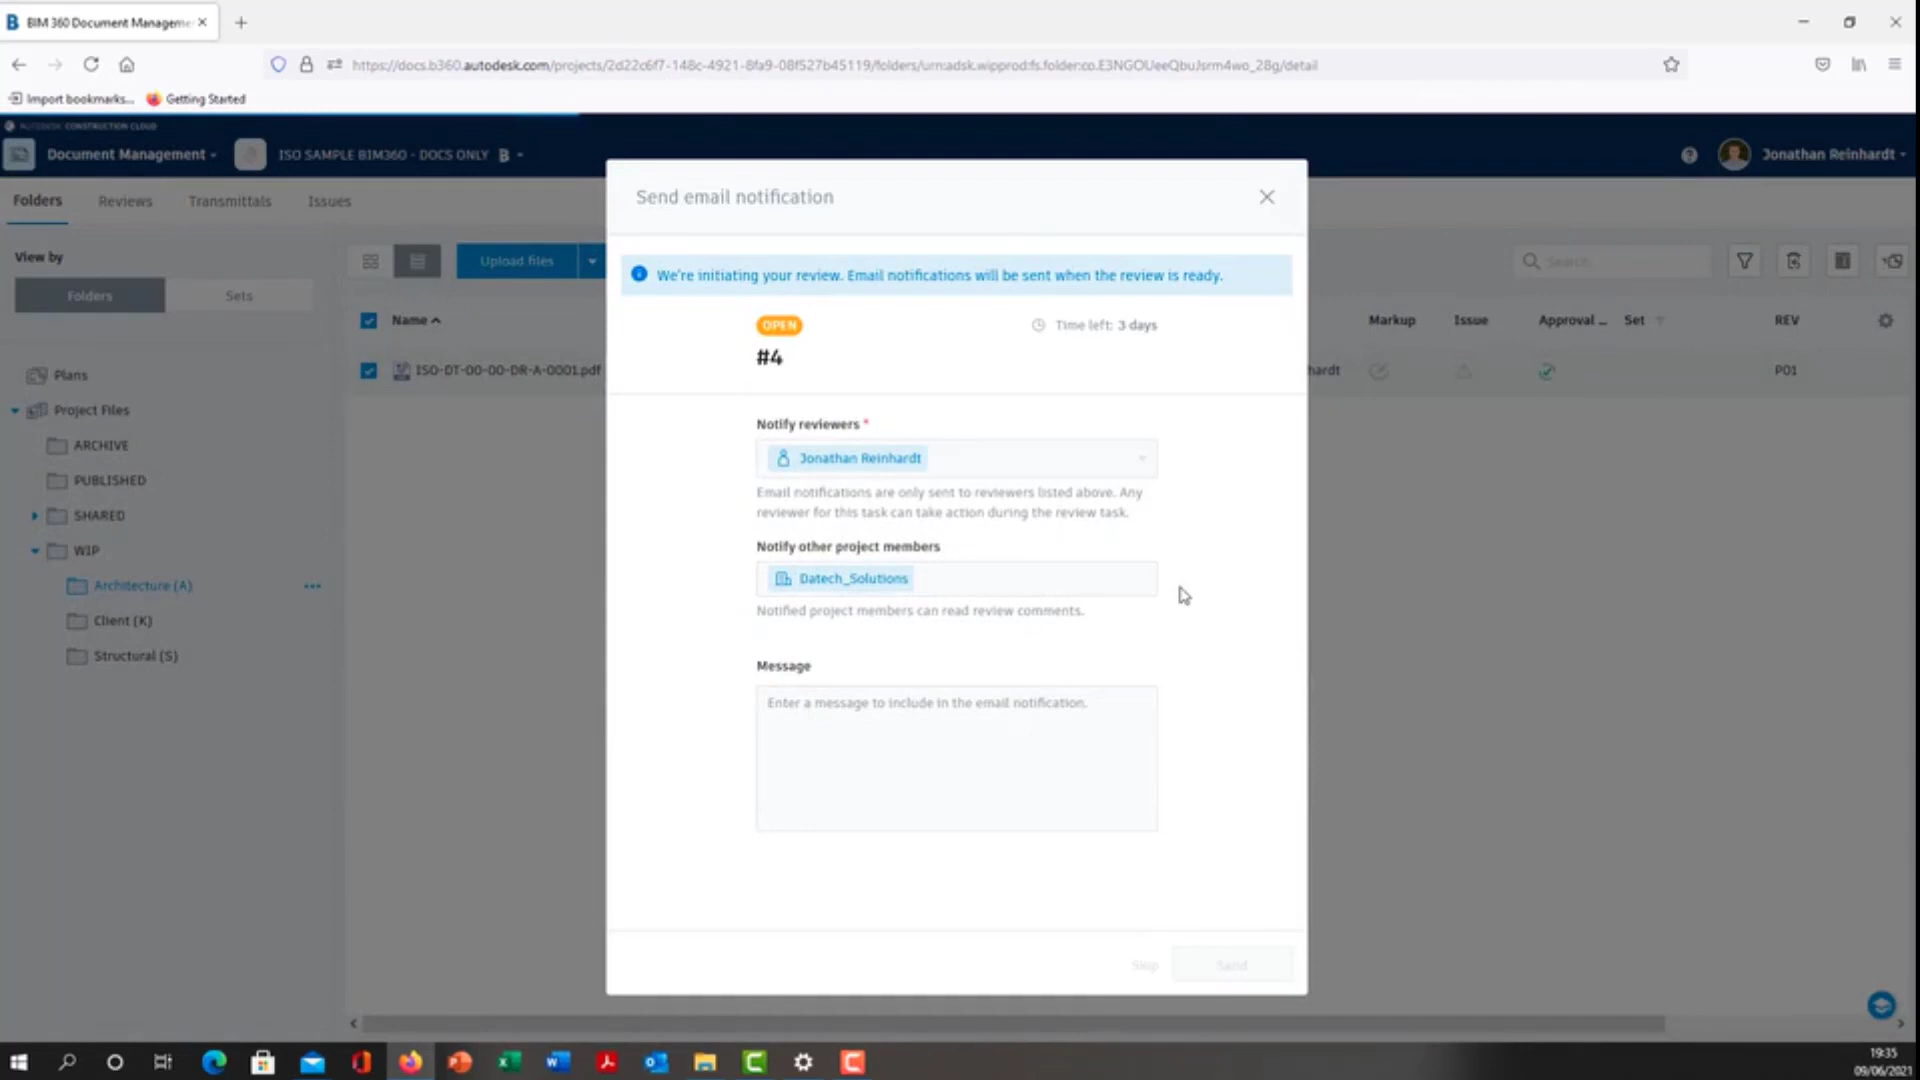 BIM 360 Document Manageme
https://docs.b360.autodesk.com/projects/2d22c6f7-148c-4921-8fa9-08f527b45119/folders/urn:adsk.wipprod:fs.folder:co.E3NGOUeeQbuJsrm4wo_28g/detail
Import bookmarks...
Getting Started
AUTODESK CONSTRUCTION CLOUD
Document Management
ISO SAMPLE BIM360 - DOCS ONLY
Jonathan Reinhardt
Folders
Reviews
Transmittals
Issues
View by
Folders
Sets
Plans
Project Files
ARCHIVE
PUBLISHED
SHARED
WIP
Architecture (A)
Client (K)
Structural (S)
Upload files
Search
Name
Markup
Issue
Approval ...
Set
REV
ISO-DT-00-00-DR-A-0001.pdf
hardt
P01
Send email notification
We're initiating your review. Email notifications will be sent when the review is ready.
OPEN
Time left: 3 days
#4
Notify reviewers *
Jonathan Reinhardt
Email notifications are only sent to reviewers listed above. Any
reviewer for this task can take action during the review task.
Notify other project members
Datech_Solutions
Notified project members can read review comments.
Message
Enter a message to include in the email notification.
Skip
Send
19:35
09/06/2021